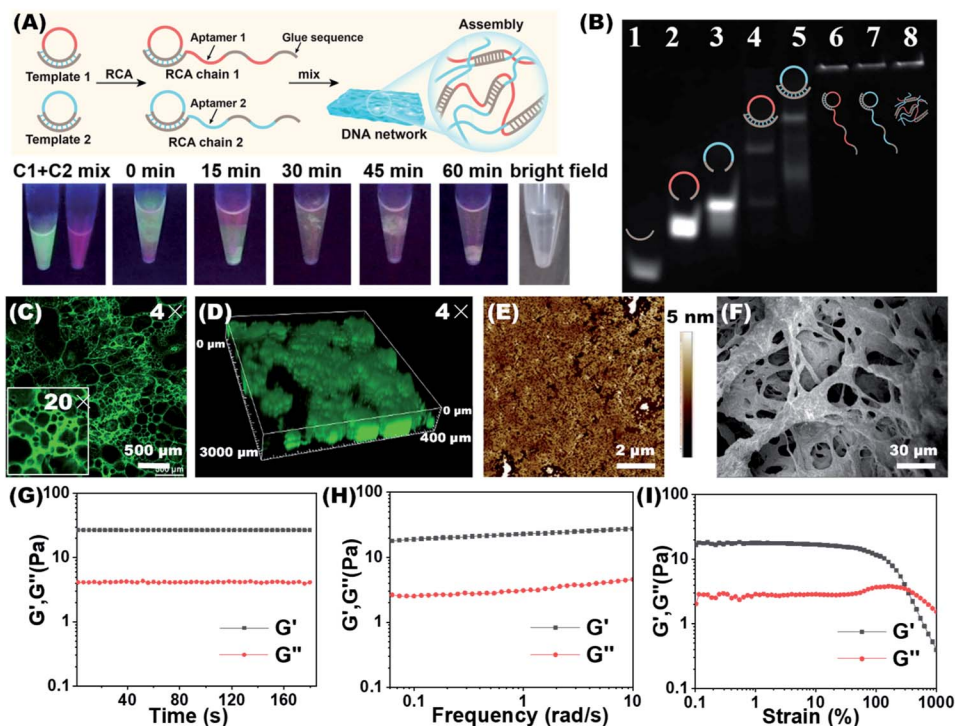 (A)
Aptamer 1
Glue sequence
Assembly
Template 1
RCA
RCA chain 1
mix
Aptamer 2
Template 2
RCA chain 2
DNA network
C1+C2 mix 0 min 15 min 30 min 45 min 60 min bright field
(B)
1 2 3 4 5 6 7 8
(C)
4×
20×
500 µm
(D)
4×
0 µm
0 µm
3000 µm
400 µm
(E)
2 µm
5 nm
(F)
30 µm
(G)
100
10
1
0.1
G',G''(Pa)
G'
G''
40 80 120 160
Time (s)
(H)
100
10
1
0.1
G',G''(Pa)
G'
G''
0.1 1 10
Frequency (rad/s)
(I)
100
10
1
0.1
G',G''(Pa)
G'
G''
0.1 1 10 100 1000
Strain (%)